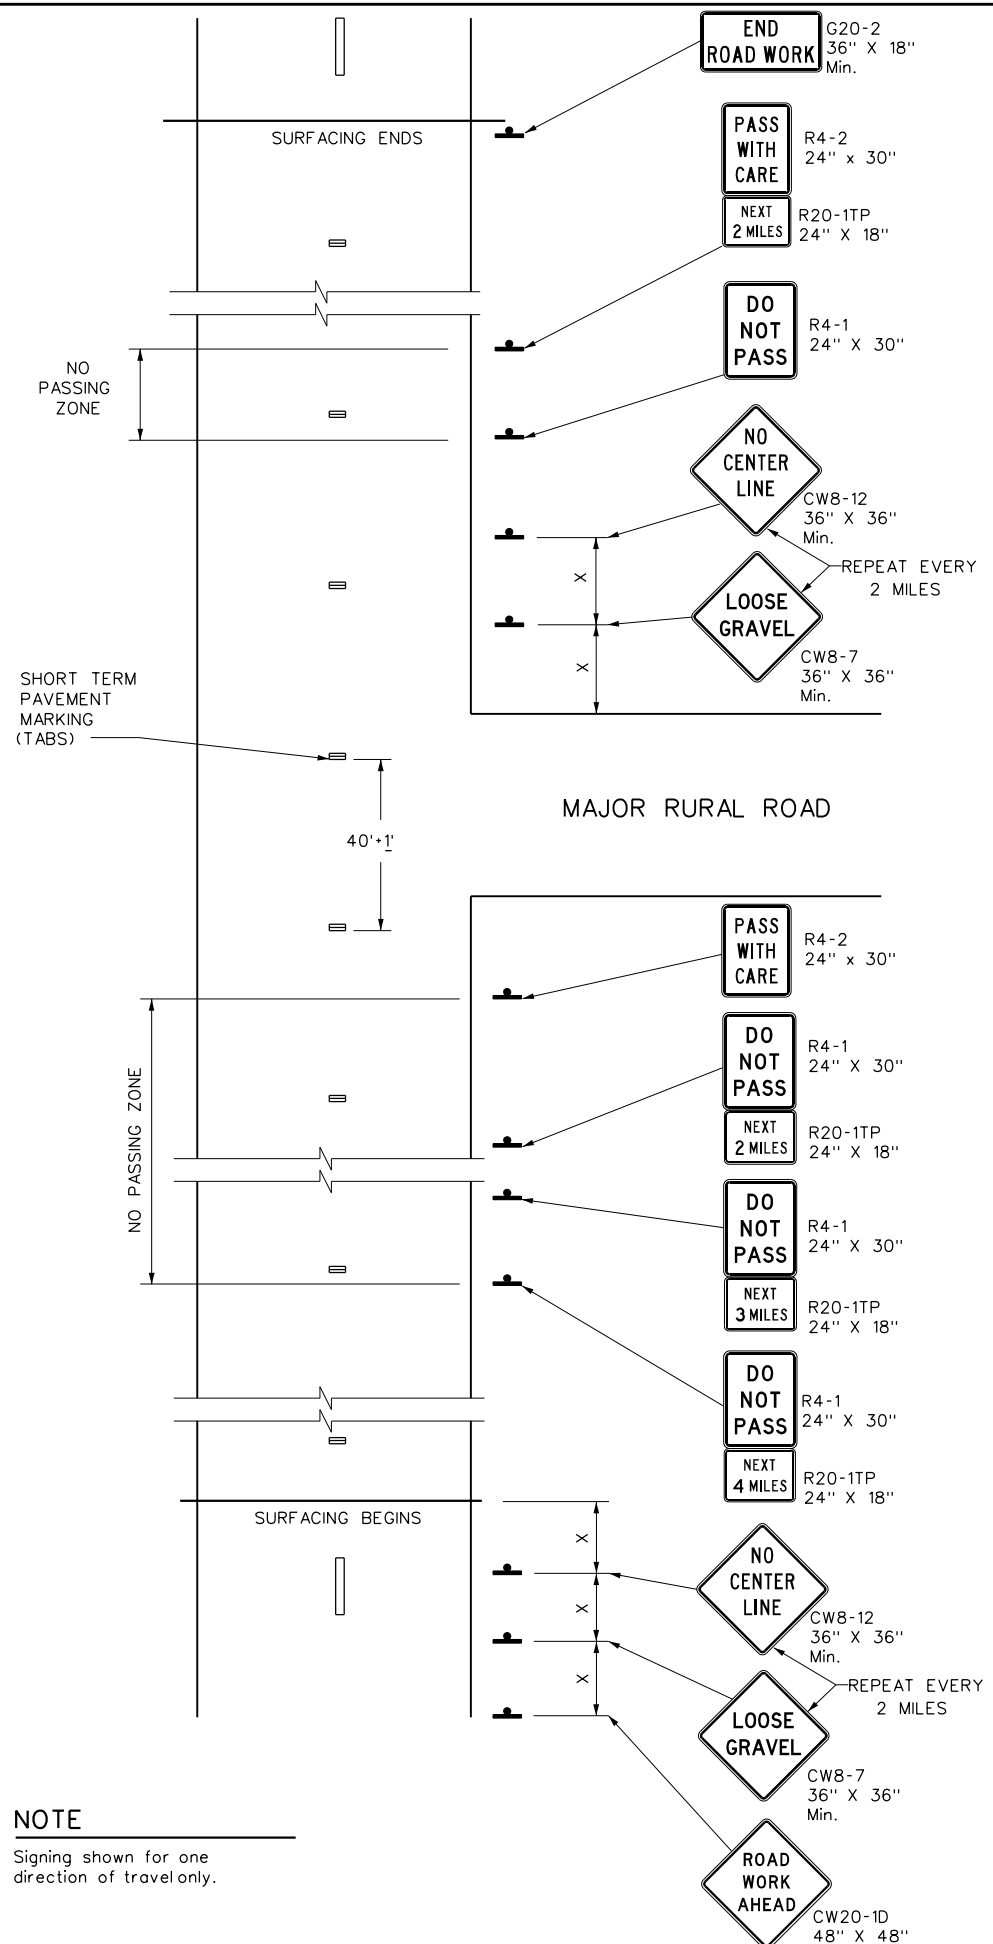 END
ROAD WORK
G20-2
36" X 18"
Min.
SURFACING ENDS
PASS
WITH
CARE
R4-2
24" x 30"
NEXT
2 MILES
R20-1TP
24" X 18"
DO
NOT
PASS
R4-1
24" X 30"
NO
PASSING
ZONE
NO
CENTER
LINE
CW8-12
36" X 36"
Min.
X
REPEAT EVERY
2 MILES
LOOSE
GRAVEL
CW8-7
36" X 36"
Min.
X
SHORT TERM
PAVEMENT
MARKING
(TABS)
MAJOR RURAL ROAD
40'+1'
PASS
WITH
CARE
R4-2
24" x 30"
DO
NOT
PASS
R4-1
24" X 30"
NEXT
2 MILES
R20-1TP
24" X 18"
NO PASSING ZONE
DO
NOT
PASS
R4-1
24" X 30"
NEXT
3 MILES
R20-1TP
24" X 18"
DO
NOT
PASS
R4-1
24" X 30"
NEXT
4 MILES
R20-1TP
24" X 18"
SURFACING BEGINS
X
NO
CENTER
LINE
CW8-12
36" X 36"
Min.
X
REPEAT EVERY
2 MILES
X
LOOSE
GRAVEL
CW8-7
36" X 36"
Min.
NOTE
Signing shown for one
direction of travel only.
ROAD
WORK
AHEAD
CW20-1D
48" X 48"